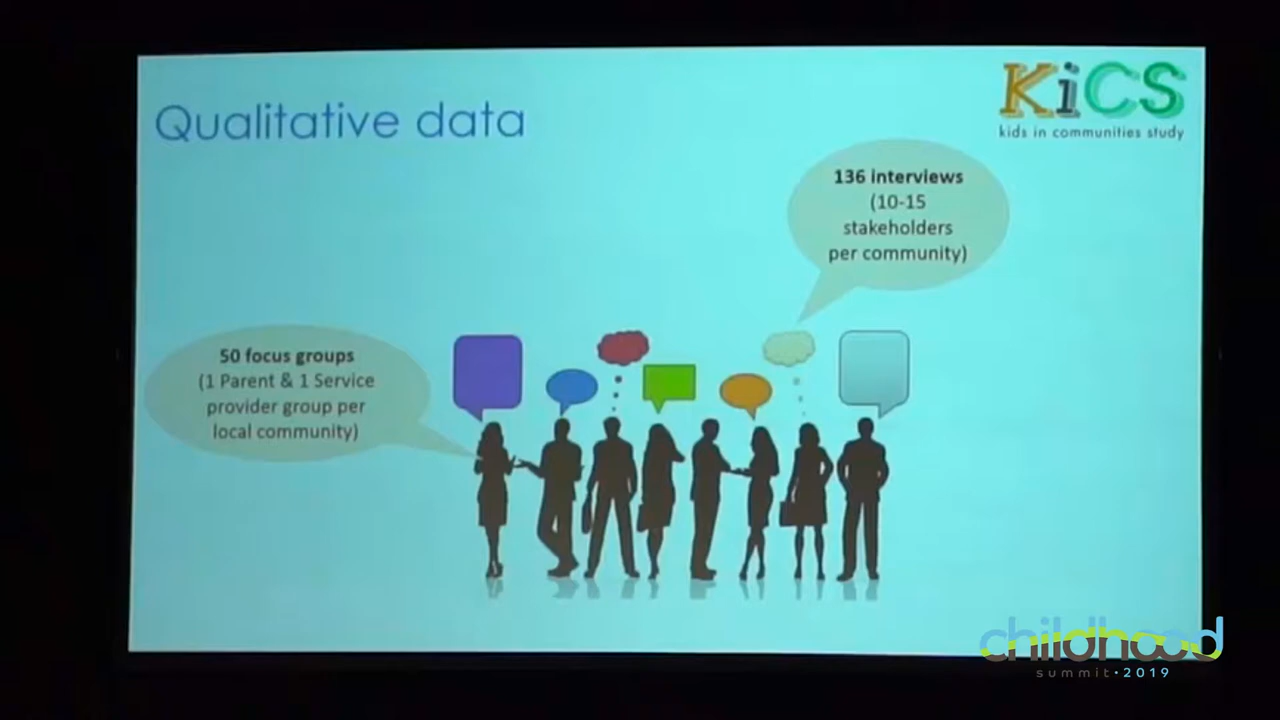 Qualitative data
KiCS
kids in communities study
136 interviews
(10-15
stakeholders
per community)
50 focus groups
(1 Parent & 1 Service
provider group per
local community)
childhood
summit • 2019